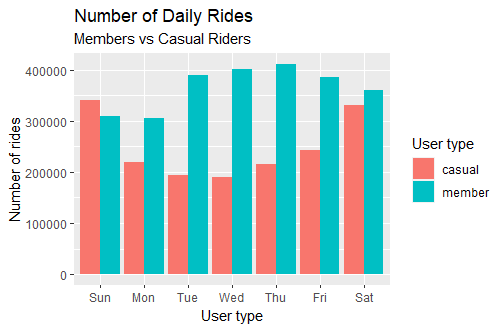 Number of Daily Rides
Members vs Casual Riders
Number of rides
400000
300000
200000
100000
0
Sun Mon Tue Wed Thu Fri Sat
User type
User type
casual
member